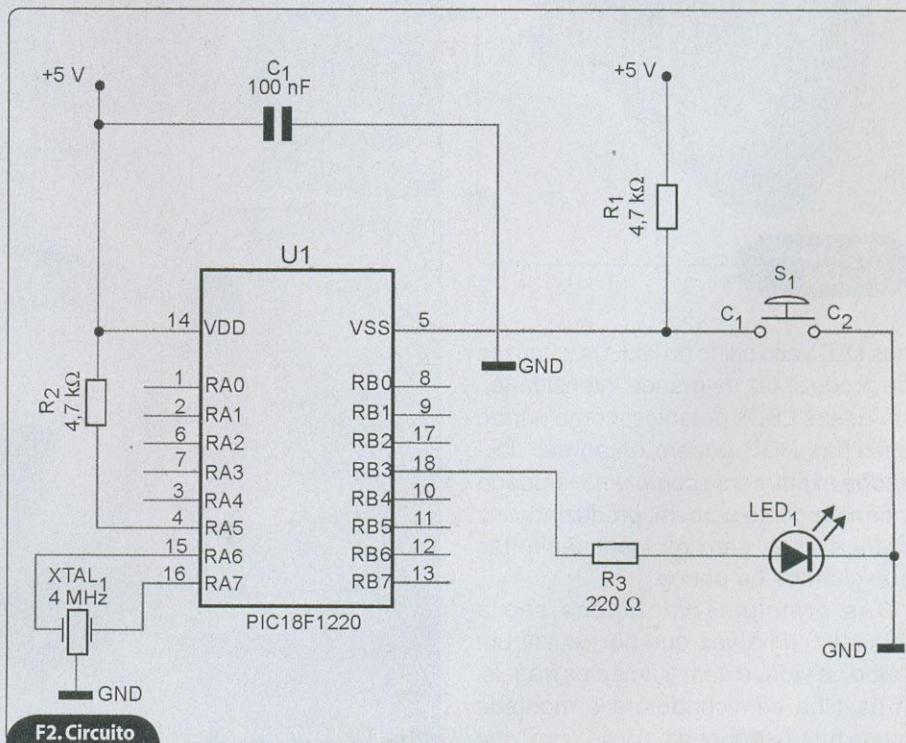 +5 V
C1
100 nF
+5 V
R1
4,7 kΩ
U1
S1
14 VDD
VSS 5
C1
C2
GND
R2
4,7 kΩ
1 RA0
RB0 8
2 RA1
RB1 9
6 RA2
RB2 17
7 RA3
RB3 18
3 RA4
RB4 10
4 RA5
RB5 11
15 RA6
RB6 12
16 RA7
RB7 13
XTAL1
4 MHz
LED1
R3
220 Ω
PIC18F1220
GND
GND
F2. Circuito